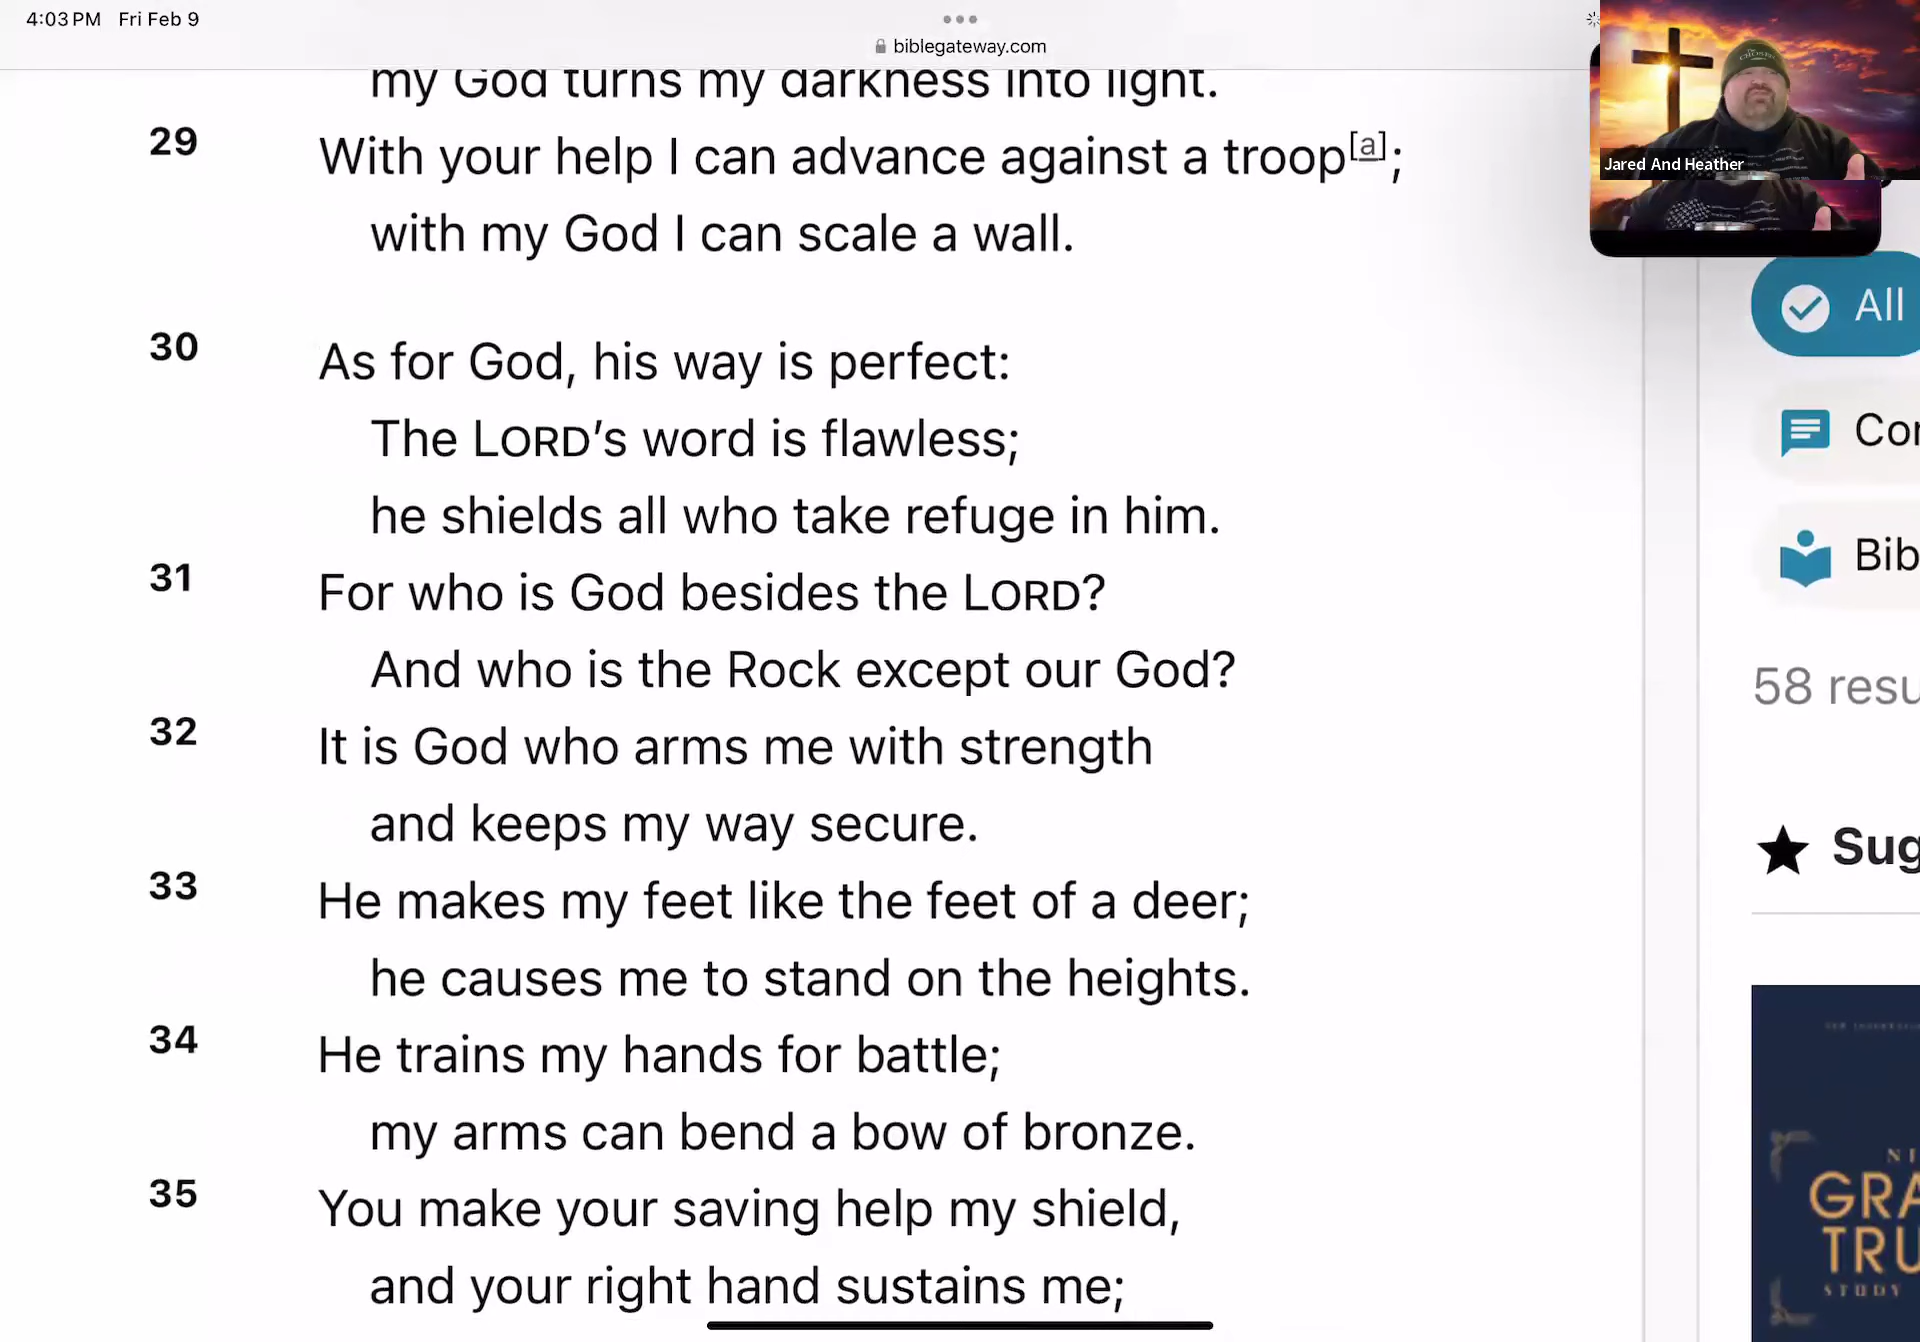 4:03 PM Fri Feb 9
biblegateway.com
Jared And Heather
my God turns my darkness into light.
29 With your help I can advance against a troop[a];
with my God I can scale a wall.
30 As for God, his way is perfect:
The LORD’s word is flawless;
he shields all who take refuge in him.
31 For who is God besides the LORD?
And who is the Rock except our God?
32 It is God who arms me with strength
and keeps my way secure.
33 He makes my feet like the feet of a deer;
he causes me to stand on the heights.
34 He trains my hands for battle;
my arms can bend a bow of bronze.
35 You make your saving help my shield,
and your right hand sustains me;
All
Cor
Bib
58 resu
Sug
NI
GRA
TRU
STUDY